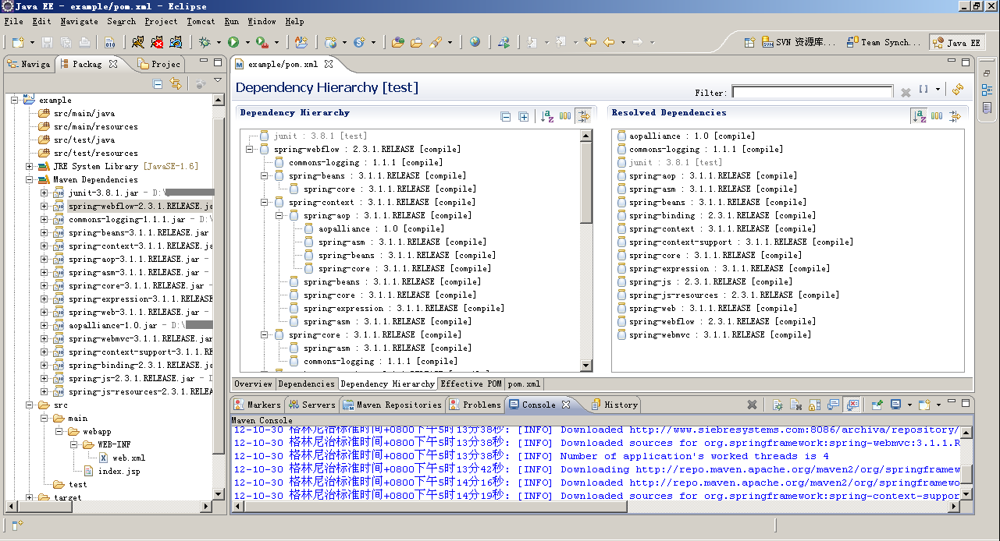 Java EE - example/pom.xml - Eclipse
File Edit Navigate Search Project Tomcat Run Window Help
SVN 资源库... Team Synch... Java EE
Naviga Packag Projec
example
src/main/java
src/main/resources
src/test/java
src/test/resources
JRE System Library [JavaSE-1.6]
Maven Dependencies
junit-3.8.1.jar - D:\
spring-webflow-2.3.1.RELEASE.ja
commons-logging-1.1.1.jar - D:\
spring-beans-3.1.1.RELEASE.jar
spring-context-3.1.1.RELEASE.jar
spring-aop-3.1.1.RELEASE.jar -
spring-asm-3.1.1.RELEASE.jar -
spring-core-3.1.1.RELEASE.jar
spring-expression-3.1.1.RELEASE
spring-web-3.1.1.RELEASE.jar -
aopalliance-1.0.jar - D:\
spring-webmvc-3.1.1.RELEASE.jar
spring-context-support-3.1.1.RE
spring-binding-2.3.1.RELEASE.ja
spring-js-2.3.1.RELEASE.jar - D
spring-js-resources-2.3.1.RELEA
src
main
webapp
WEB-INF
web.xml
index.jsp
test
target
example/pom.xml
Dependency Hierarchy [test]
Filter:
Dependency Hierarchy
junit : 3.8.1 [test]
spring-webflow : 2.3.1.RELEASE [compile]
commons-logging : 1.1.1 [compile]
spring-beans : 3.1.1.RELEASE [compile]
spring-core : 3.1.1.RELEASE [compile]
spring-context : 3.1.1.RELEASE [compile]
spring-aop : 3.1.1.RELEASE [compile]
aopalliance : 1.0 [compile]
spring-asm : 3.1.1.RELEASE [compile]
spring-beans : 3.1.1.RELEASE [compile]
spring-core : 3.1.1.RELEASE [compile]
spring-beans : 3.1.1.RELEASE [compile]
spring-core : 3.1.1.RELEASE [compile]
spring-expression : 3.1.1.RELEASE [compile]
spring-asm : 3.1.1.RELEASE [compile]
spring-core : 3.1.1.RELEASE [compile]
spring-asm : 3.1.1.RELEASE [compile]
commons-logging : 1.1.1 [compile]
Resolved Dependencies
aopalliance : 1.0 [compile]
commons-logging : 1.1.1 [compile]
junit : 3.8.1 [test]
spring-aop : 3.1.1.RELEASE [compile]
spring-asm : 3.1.1.RELEASE [compile]
spring-beans : 3.1.1.RELEASE [compile]
spring-binding : 2.3.1.RELEASE [compile]
spring-context : 3.1.1.RELEASE [compile]
spring-context-support : 3.1.1.RELEASE [compile]
spring-core : 3.1.1.RELEASE [compile]
spring-expression : 3.1.1.RELEASE [compile]
spring-js : 2.3.1.RELEASE [compile]
spring-js-resources : 2.3.1.RELEASE [compile]
spring-web : 3.1.1.RELEASE [compile]
spring-webflow : 2.3.1.RELEASE [compile]
spring-webmvc : 3.1.1.RELEASE [compile]
Overview Dependencies Dependency Hierarchy Effective POM pom.xml
Markers Servers Maven Repositories Problems Console History
Maven Console
12-10-30 格林尼治标准时间+0800下午5时13分38秒: [INFO] Downloaded http://www.siebresystems.com:8086/archiva/repository/
12-10-30 格林尼治标准时间+0800下午5时13分38秒: [INFO] Downloaded sources for org.springframework:spring-webmvc:3.1.1.R
12-10-30 格林尼治标准时间+0800下午5时13分38秒: [INFO] Number of application's worked threads is 4
12-10-30 格林尼治标准时间+0800下午5时13分42秒: [INFO] Downloading http://repo.maven.apache.org/maven2/org/springframew
12-10-30 格林尼治标准时间+0800下午5时14分16秒: [INFO] Downloaded http://repo.maven.apache.org/maven2/org/springframewo
12-10-30 格林尼治标准时间+0800下午5时14分19秒: [INFO] Downloaded sources for org.springframework:spring-context-suppor